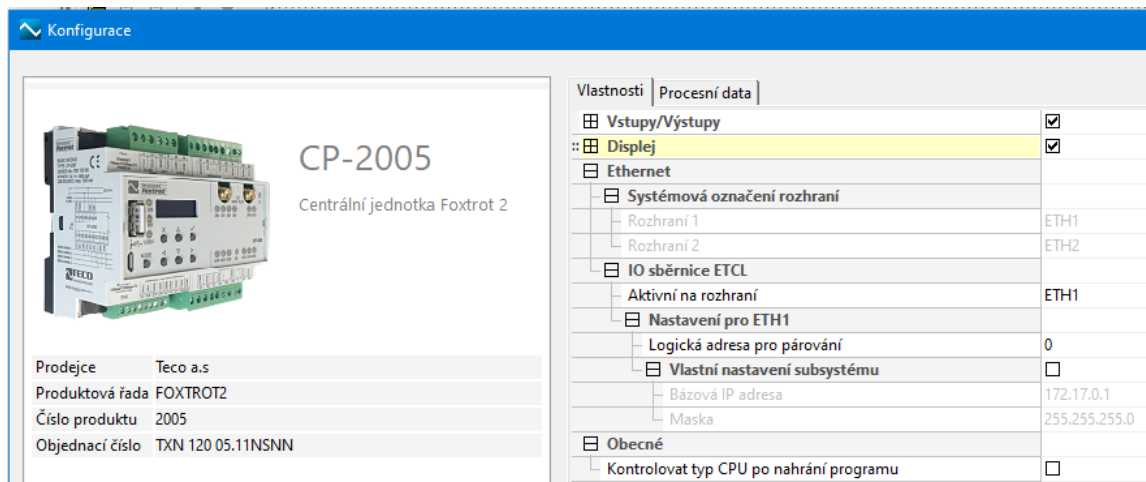 Konfigurace
CP-2005
Centrální jednotka Foxtrot 2
Foxtrot
TECO
Prodejce Teco a.s
Produktová řada FOXTROT2
Číslo produktu 2005
Objednací číslo TXN 120 05.11NSNN
Vlastnosti Procesní data
Vstupy/Výstupy
Displej
Ethernet
Systémová označení rozhraní
Rozhraní 1 ETH1
Rozhraní 2 ETH2
IO sběrnice ETCL
Aktivní na rozhraní ETH1
Nastavení pro ETH1
Logická adresa pro párování 0
Vlastní nastavení subsystému
Bázová IP adresa 172.17.0.1
Maska 255.255.255.0
Obecné
Kontrolovat typ CPU po nahrání programu